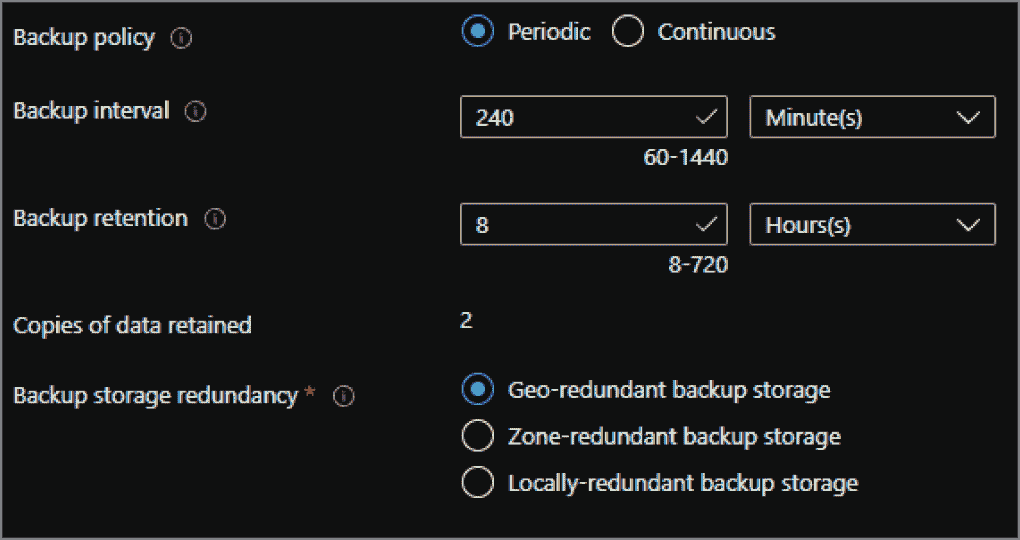 Backup policy Periodic Continuous
Backup interval 240 Minute(s)
60-1440
Backup retention 8 Hours(s)
8-720
Copies of data retained 2
Backup storage redundancy * Geo-redundant backup storage
Zone-redundant backup storage
Locally-redundant backup storage